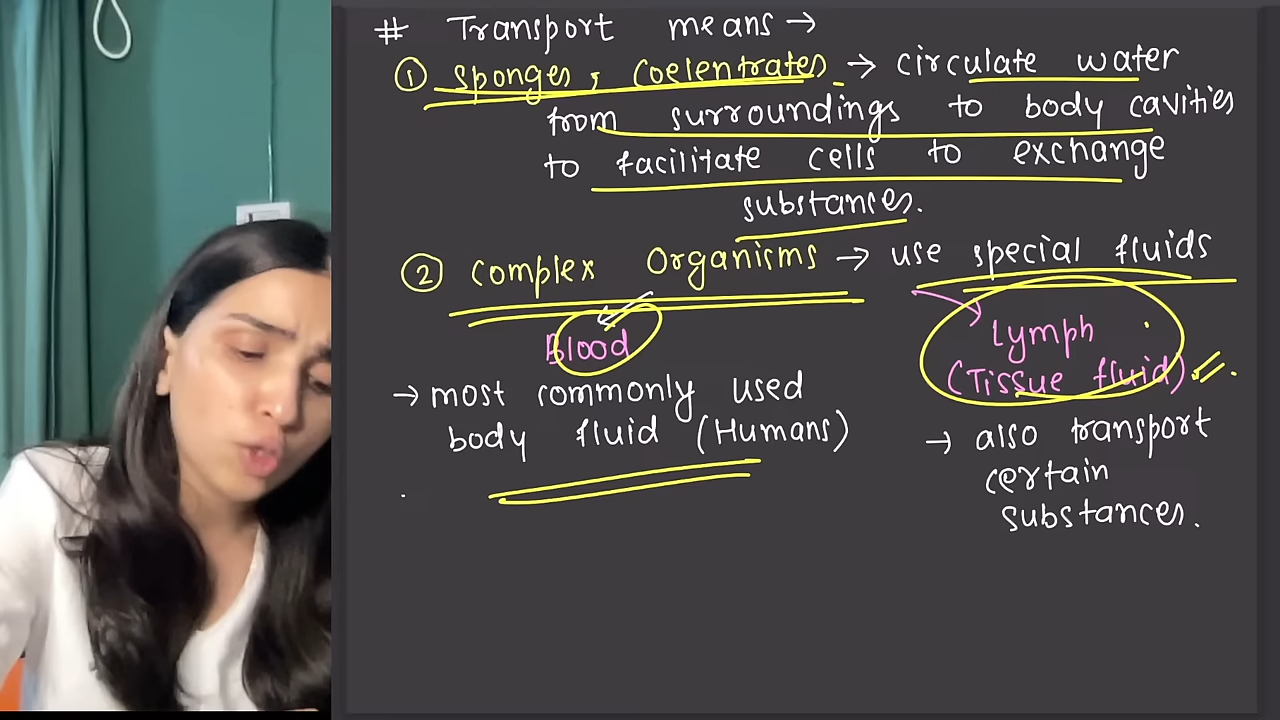 # Transport means →
① Sponges, Coelentrates → circulate water
from surroundings to body cavities
to facilitate cells to exchange
substances.
② Complex Organisms → use special fluids
Blood
Lymph
(Tissue fluid)
→ most commonly used
body fluid (Humans)
→ also transport
certain
substances.